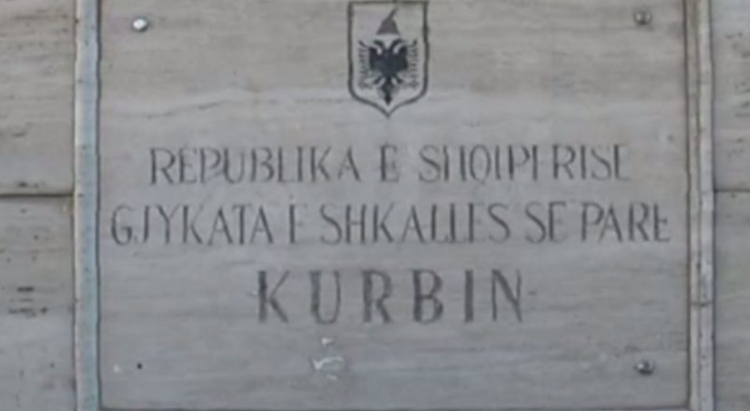 REPUBLIKA E SHQIPERISE
GJYKATA E SHKALLES SE PARE
KURBIN